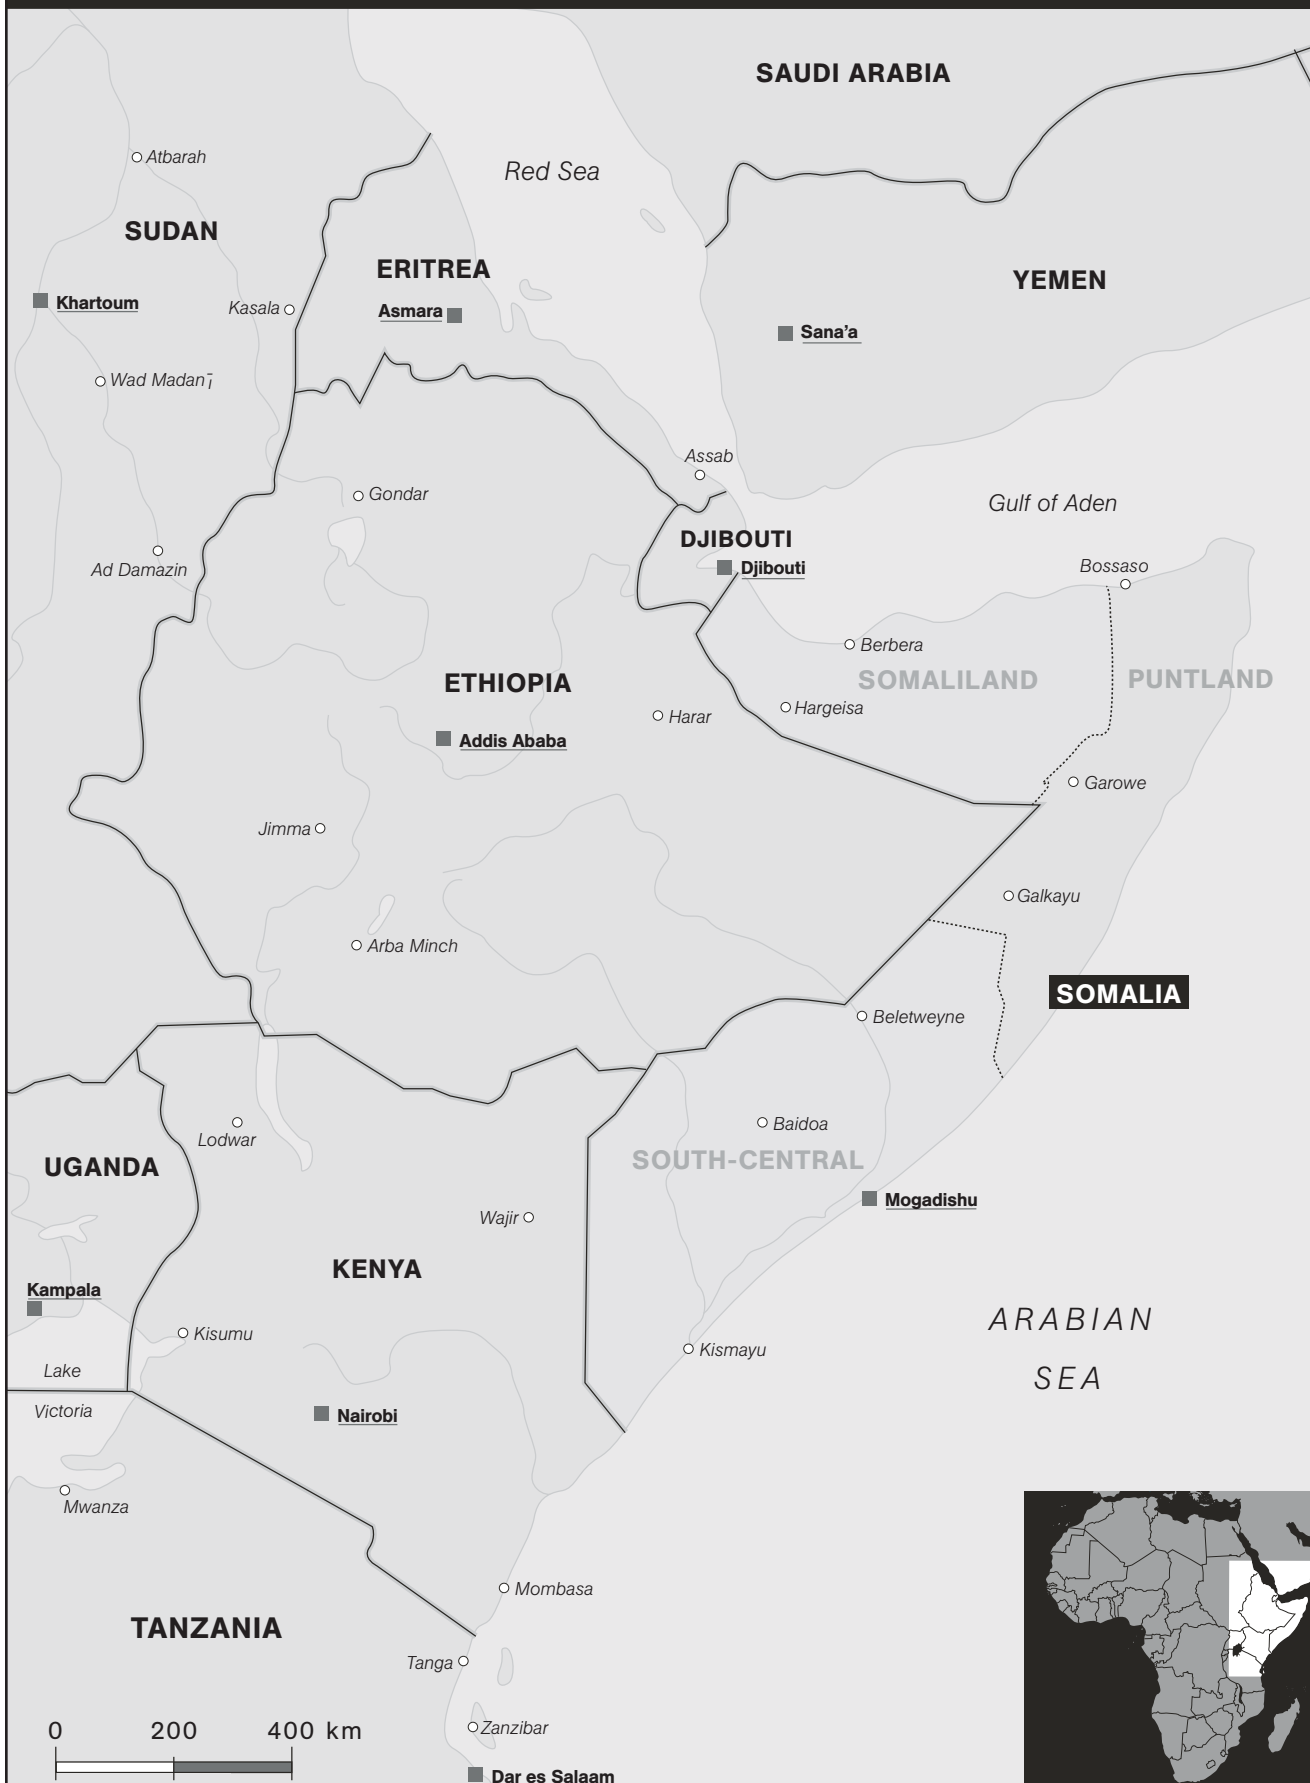 SAUDI ARABIA
Atbarah
Red Sea
SUDAN
ERITREA
YEMEN
Khartoum
Kasala
Asmara
Sana’a
Wad Madanī
Assab
Gondar
Gulf of Aden
DJIBOUTI
Djibouti
Bossaso
Ad Damazin
Berbera
SOMALILAND
PUNTLAND
ETHIOPIA
Harar
Hargeisa
Addis Ababa
Garowe
Jimma
Galkayu
Arba Minch
SOMALIA
Beletweyne
Lodwar
Baidoa
SOUTH-CENTRAL
UGANDA
Mogadishu
Wajir
KENYA
Kampala
ARABIAN
SEA
Kisumu
Kismayu
Lake
Victoria
Nairobi
Mwanza
Mombasa
TANZANIA
Tanga
Zanzibar
0 200 400 km
Dar es Salaam